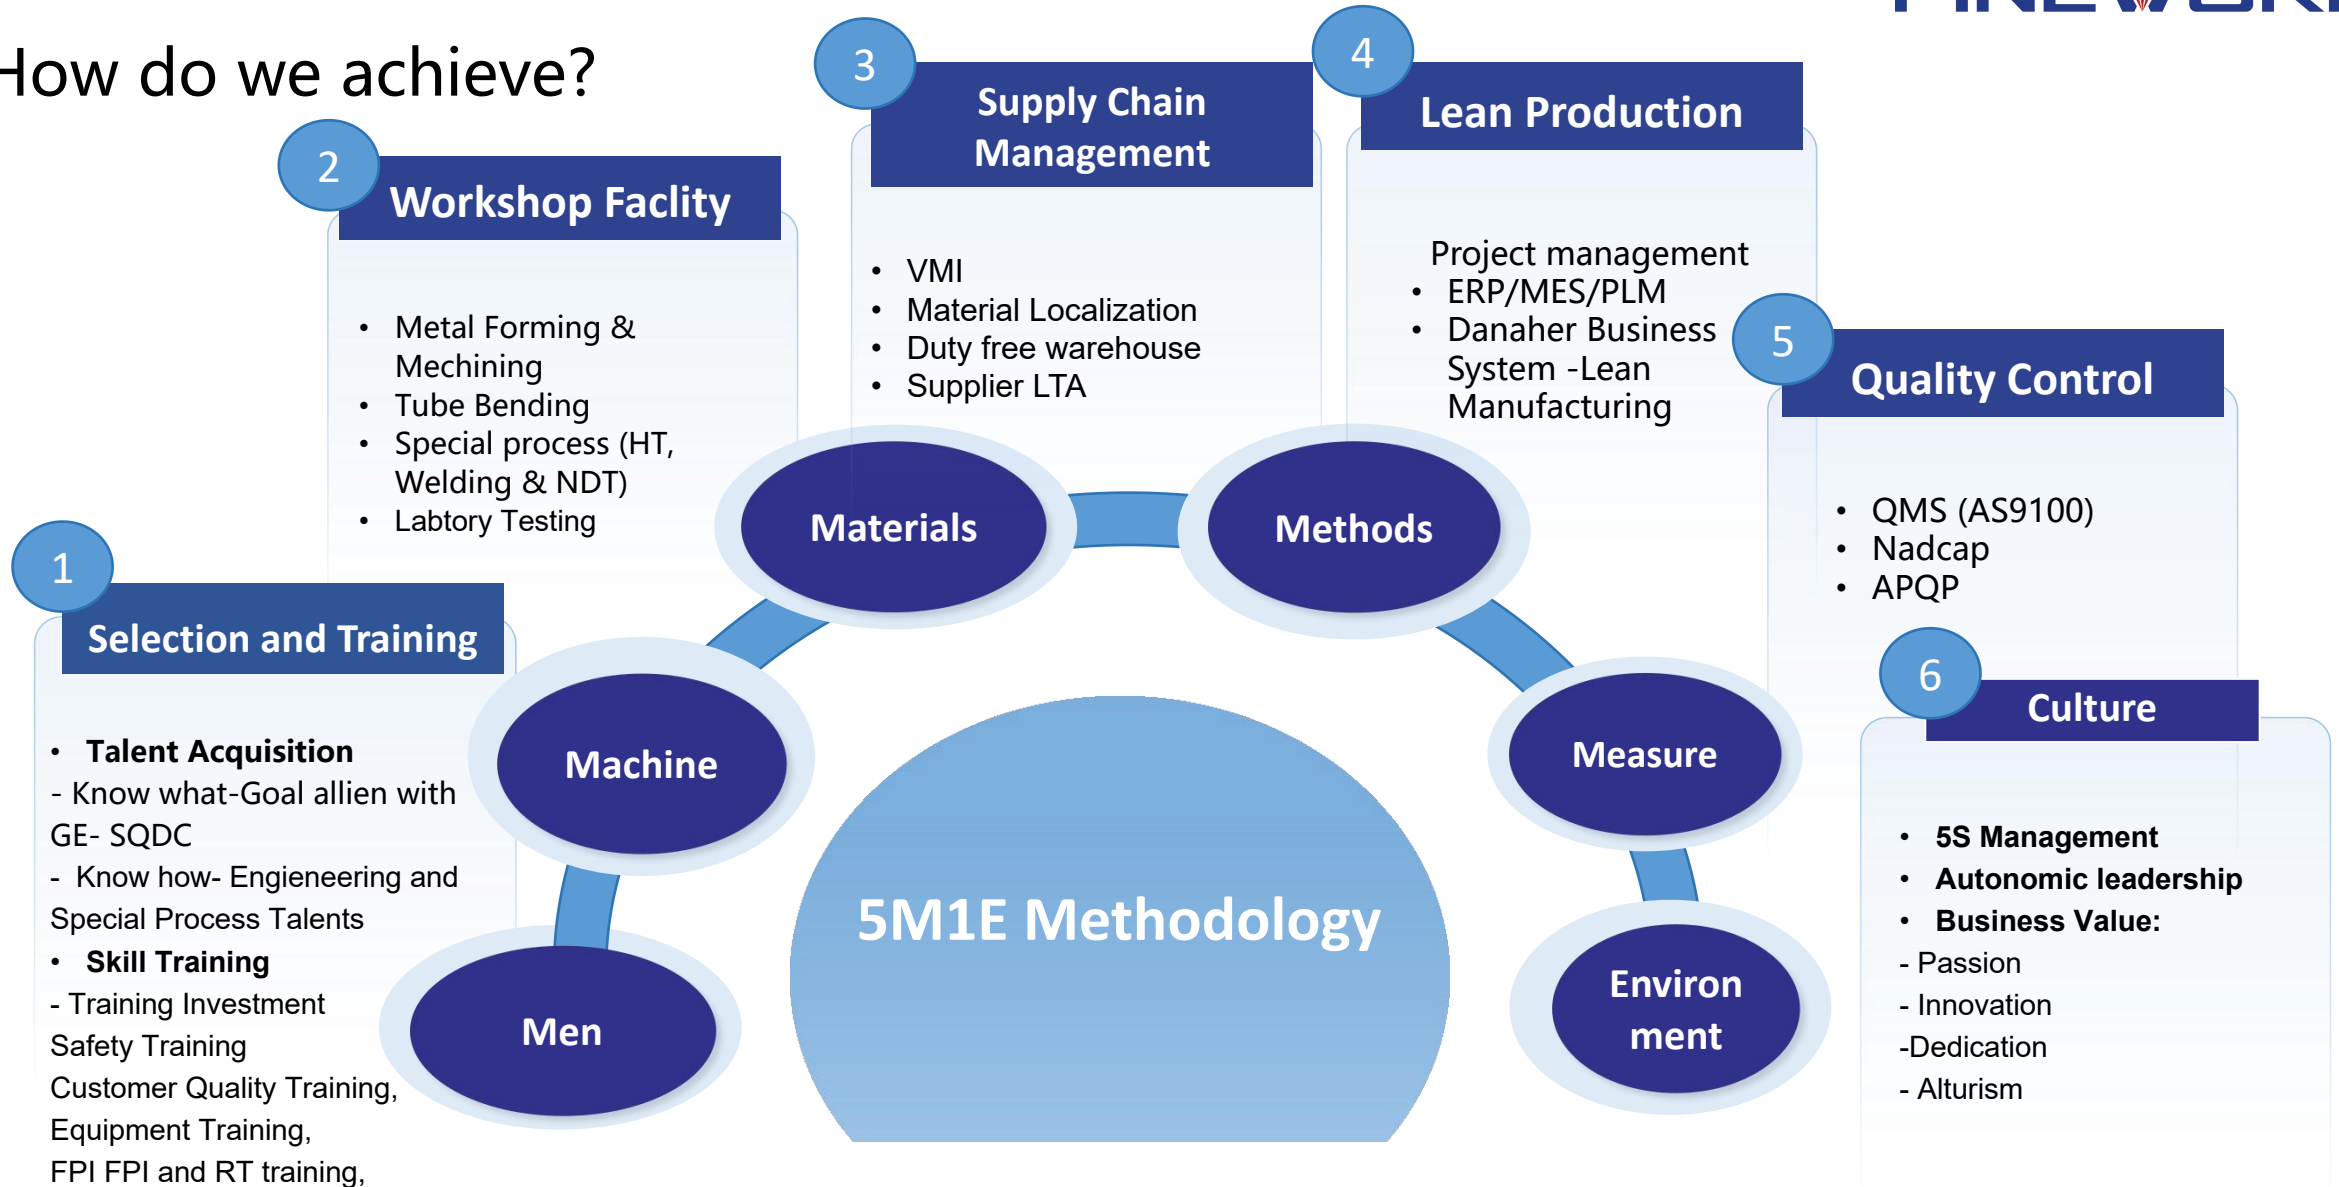 How do we achieve?
1
Selection and Training
• Talent Acquisition
- Know what-Goal allien with
GE- SQDC
- Know how- Engieneering and
Special Process Talents
• Skill Training
- Training Investment
Safety Training
Customer Quality Training,
Equipment Training,
FPI FPI and RT training,
2
Workshop Faclity
• Metal Forming &
Mechining
• Tube Bending
• Special process (HT,
Welding & NDT)
• Labtory Testing
3
Supply Chain
Management
• VMI
• Material Localization
• Duty free warehouse
• Supplier LTA
4
Lean Production
Project management
• ERP/MES/PLM
• Danaher Business
System -Lean
Manufacturing
5
Quality Control
• QMS (AS9100)
• Nadcap
• APQP
6
Culture
• 5S Management
• Autonomic leadership
• Business Value:
- Passion
- Innovation
-Dedication
- Alturism
Men
Machine
Materials
Methods
Measure
Environ
ment
5M1E Methodology